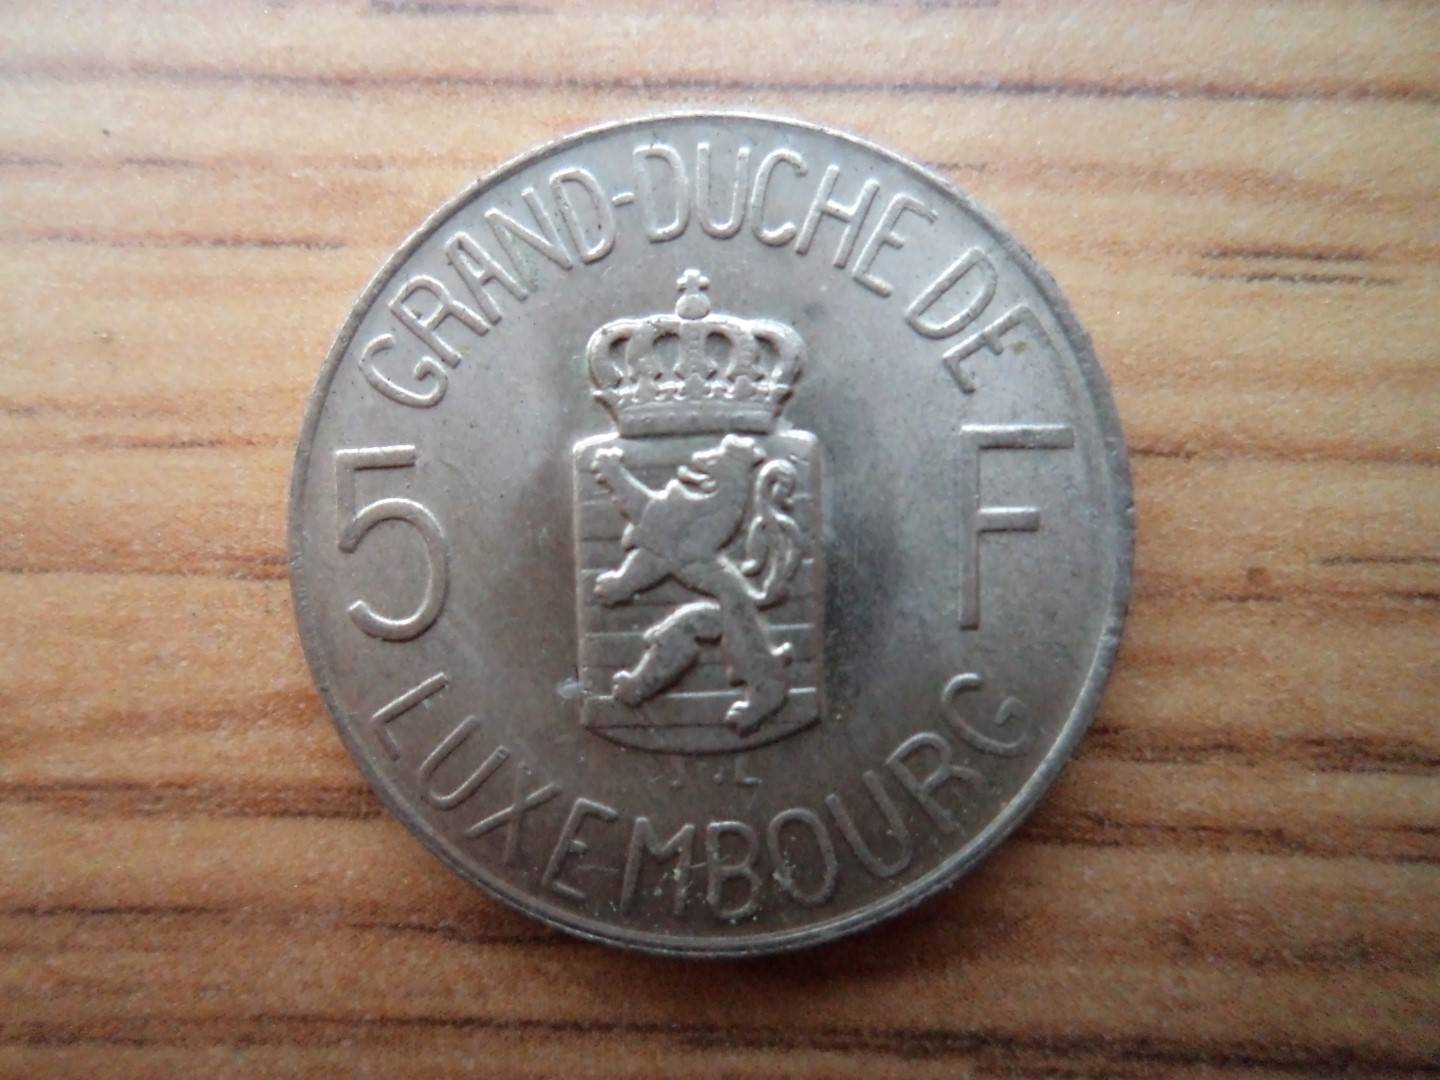 GRAND-DUCHE DE
5 F
LUXEMBOURG